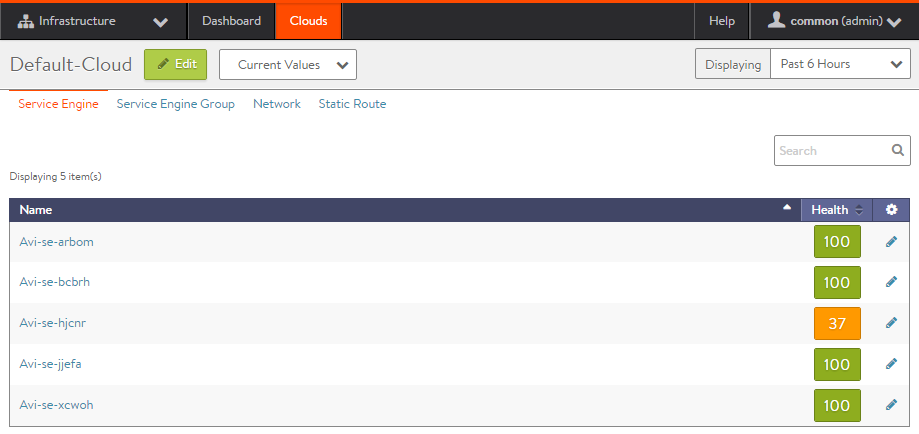 Infrastructure Dashboard Clouds Help common (admin)
Default-Cloud Edit Current Values Displaying Past 6 Hours
Service Engine Service Engine Group Network Static Route
Search
Displaying 5 item(s)
Name Health
Avi-se-arbom 100
Avi-se-bcbrh 100
Avi-se-hjcnr 37
Avi-se-jjefa 100
Avi-se-xcwoh 100